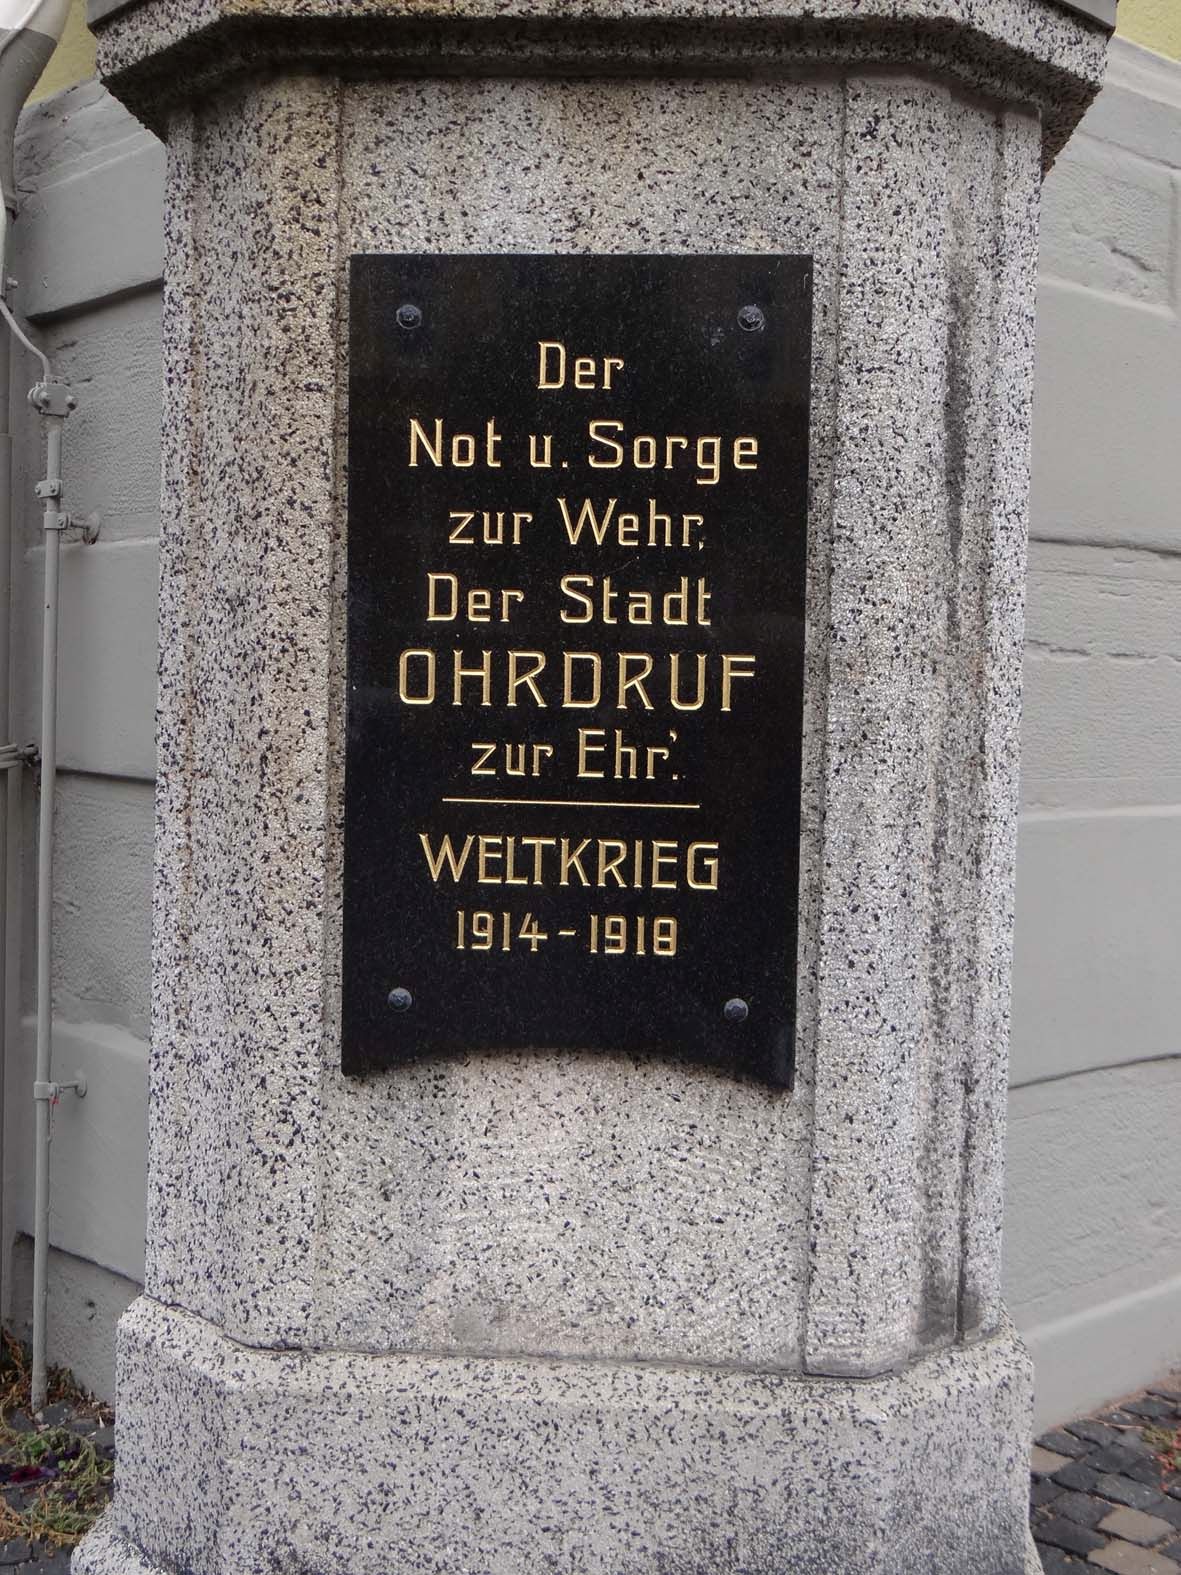 Der
Not u. Sorge
zur Wehr,
Der Stadt
OHRDRUF
zur Ehr'.
WELTKRIEG
1914 - 1918